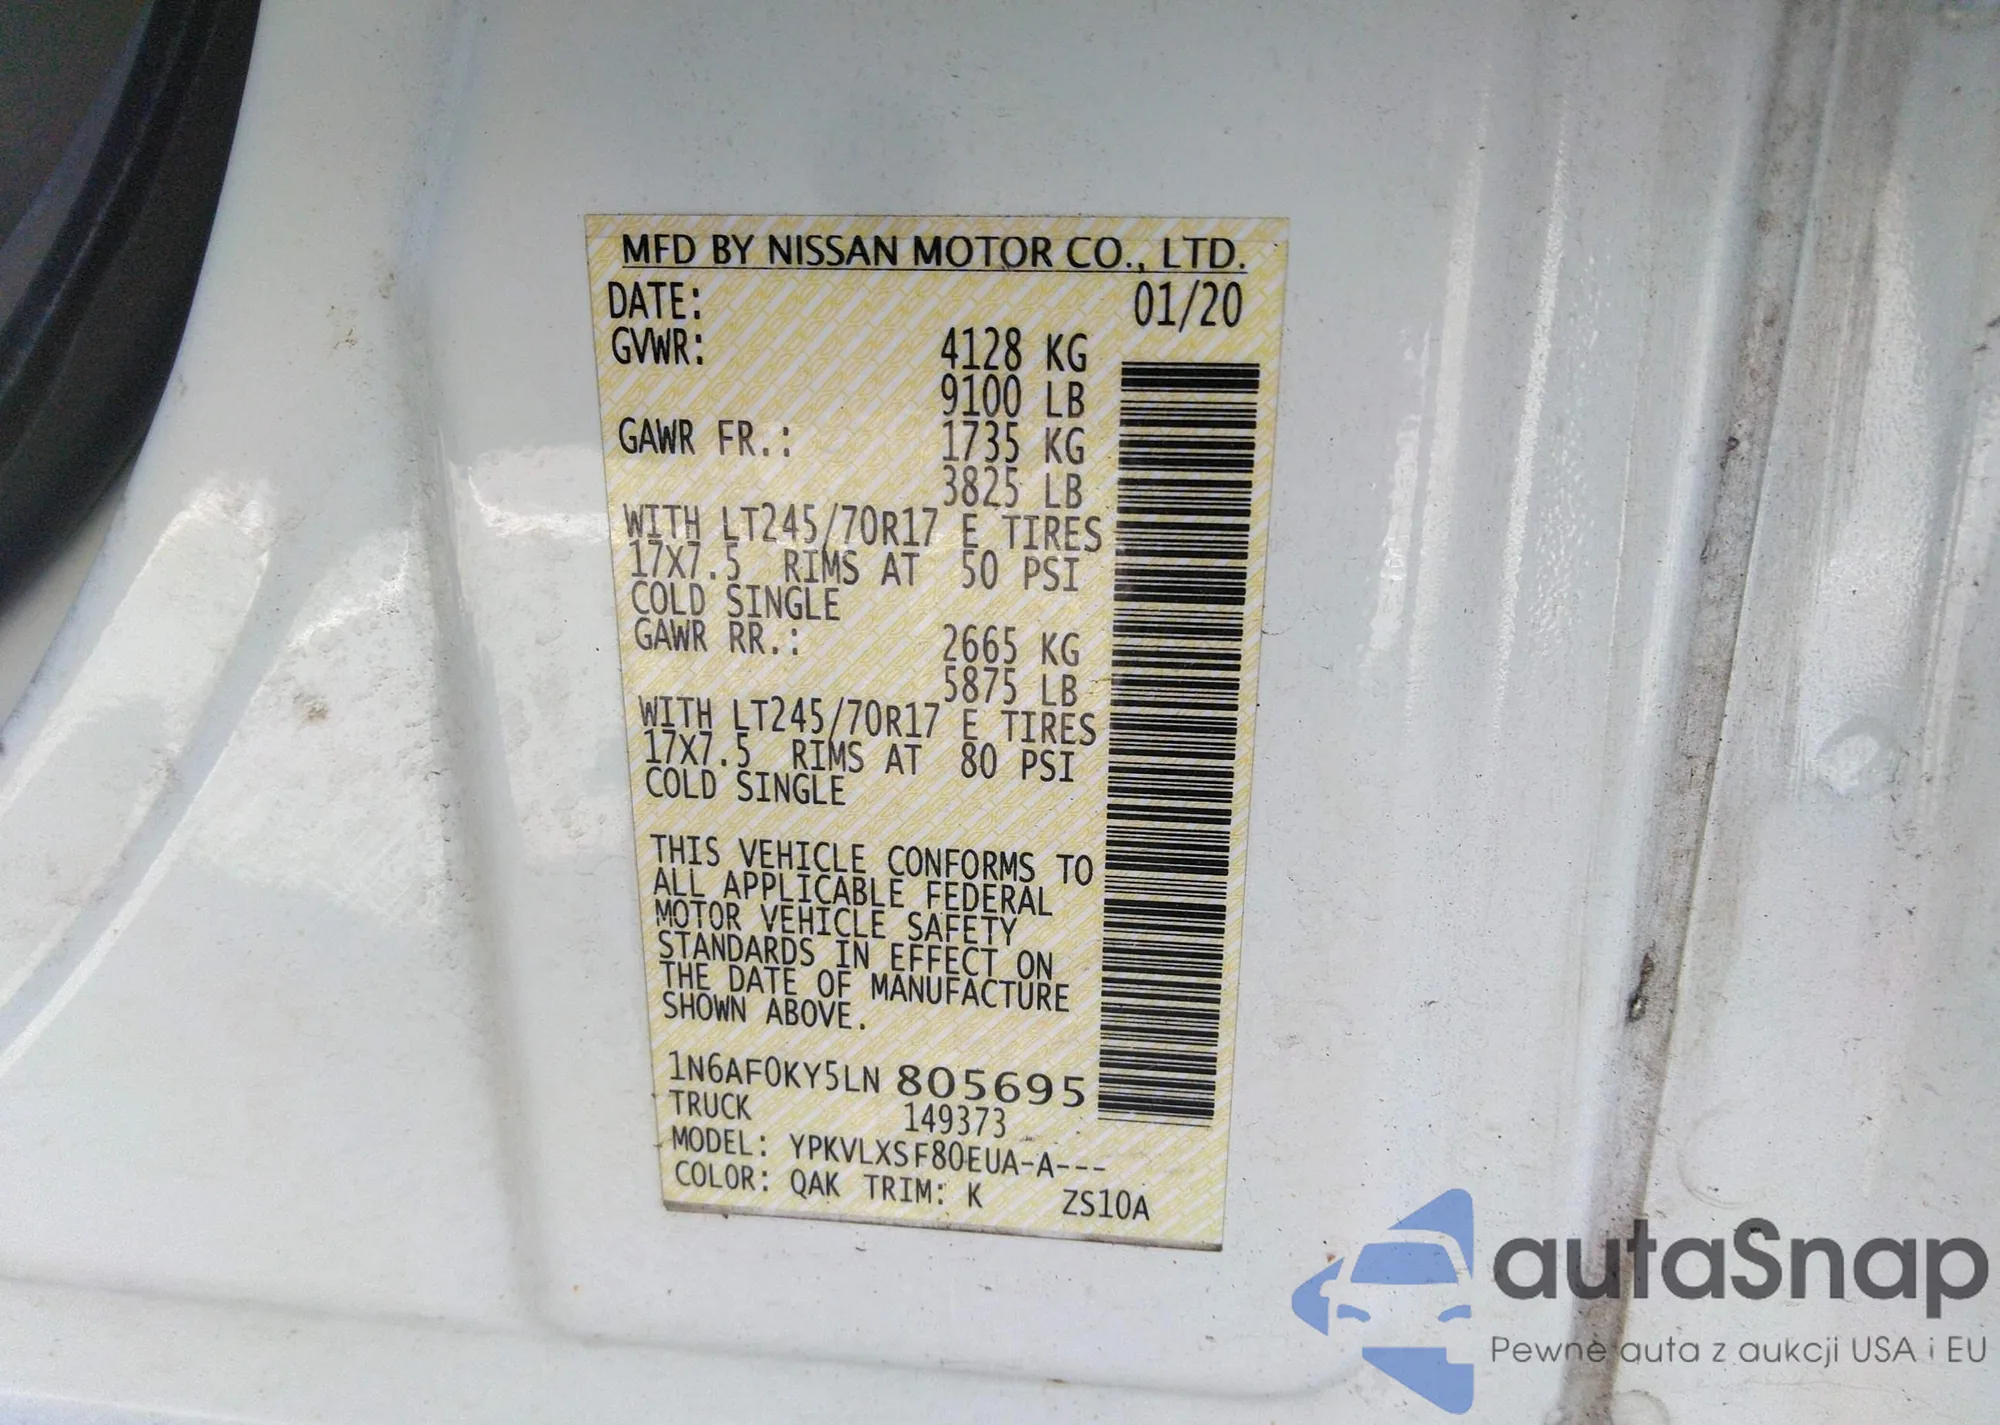 MFD BY NISSAN MOTOR CO., LTD.
DATE: 01/20
GVWR: 4128 KG
9100 LB
GAWR FR.: 1735 KG
3825 LB
WITH LT245/70R17 E TIRES
17X7.5 RIMS AT 50 PSI
COLD SINGLE
GAWR RR.: 2665 KG
5875 LB
WITH LT245/70R17 E TIRES
17X7.5 RIMS AT 80 PSI
COLD SINGLE
THIS VEHICLE CONFORMS TO
ALL APPLICABLE FEDERAL
MOTOR VEHICLE SAFETY
STANDARDS IN EFFECT ON
THE DATE OF MANUFACTURE
SHOWN ABOVE.
1N6AF0KY5LN 805695
TRUCK 149373
MODEL: YPKVLXSF80EUA-A---
COLOR: QAK TRIM: K ZS10A
autaSnap
Pewne auta z aukcji USA i EU